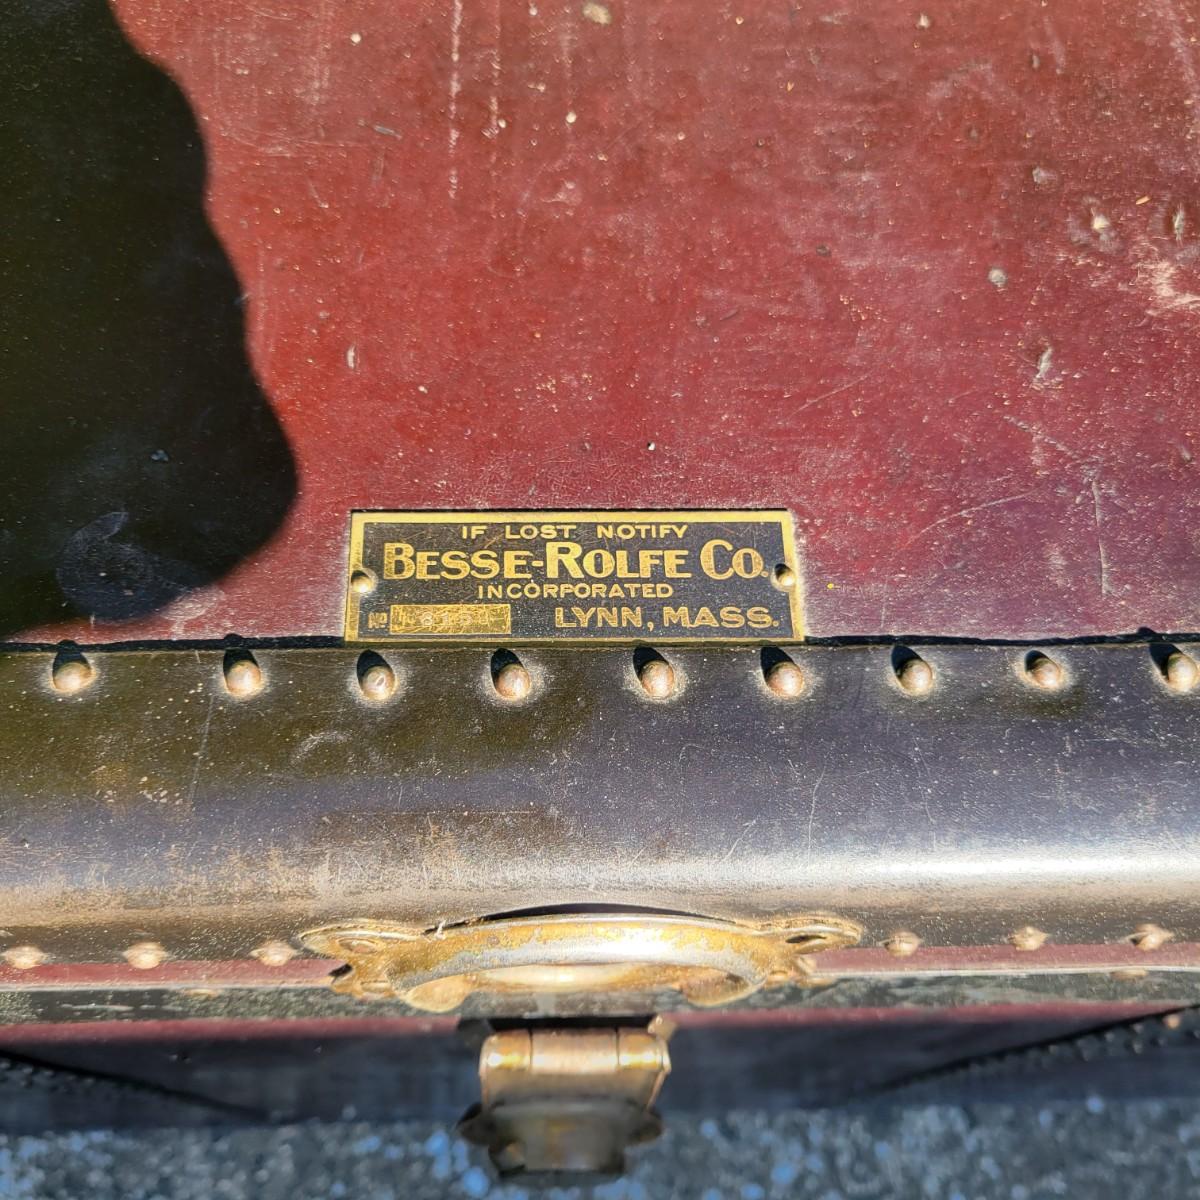 IF LOST NOTIFY
BESSE-ROLFE CO.
INCORPORATED
No LYNN, MASS.